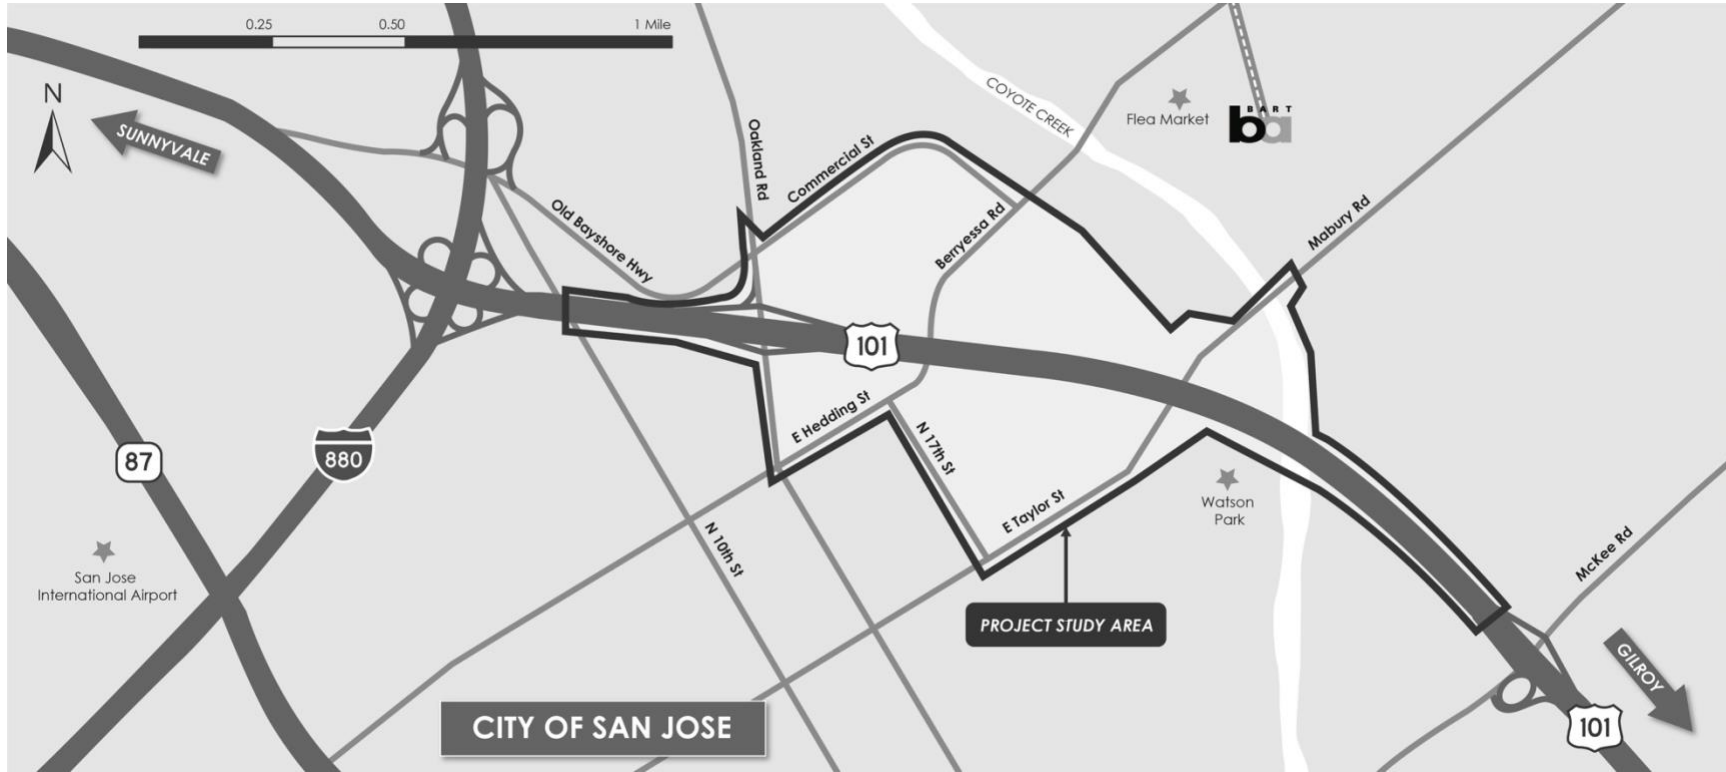 0.25
0.50
1 Mile
N
SUNNYVALE
COYOTE CREEK
Flea Market
BART
ba
Oakland Rd
Commercial St
Old Bayshore Hwy
Berryessa Rd
Mabury Rd
101
E Hedding St
N 17th St
87
880
E Taylor St
Watson
Park
N 10th St
McKee Rd
San Jose
International Airport
PROJECT STUDY AREA
GILROY
CITY OF SAN JOSE
101